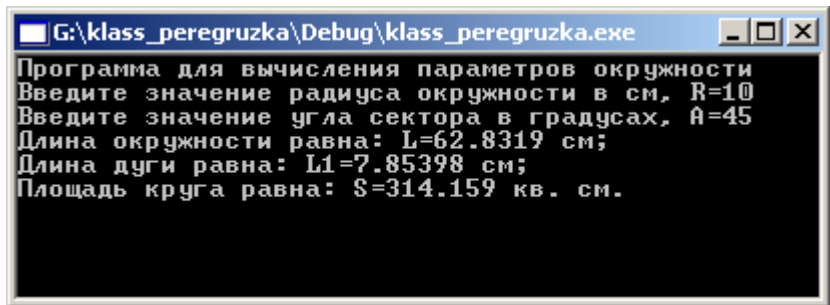 G:\klass_peregruzka\Debug\klass_peregruzka.exe
Программа для вычисления параметров окружности
Введите значение радиуса окружности в см, R=10
Введите значение угла сектора в градусах, A=45
Длина окружности равна: L=62.8319 см;
Длина дуги равна: L1=7.85398 см;
Площадь круга равна: S=314.159 кв. см.